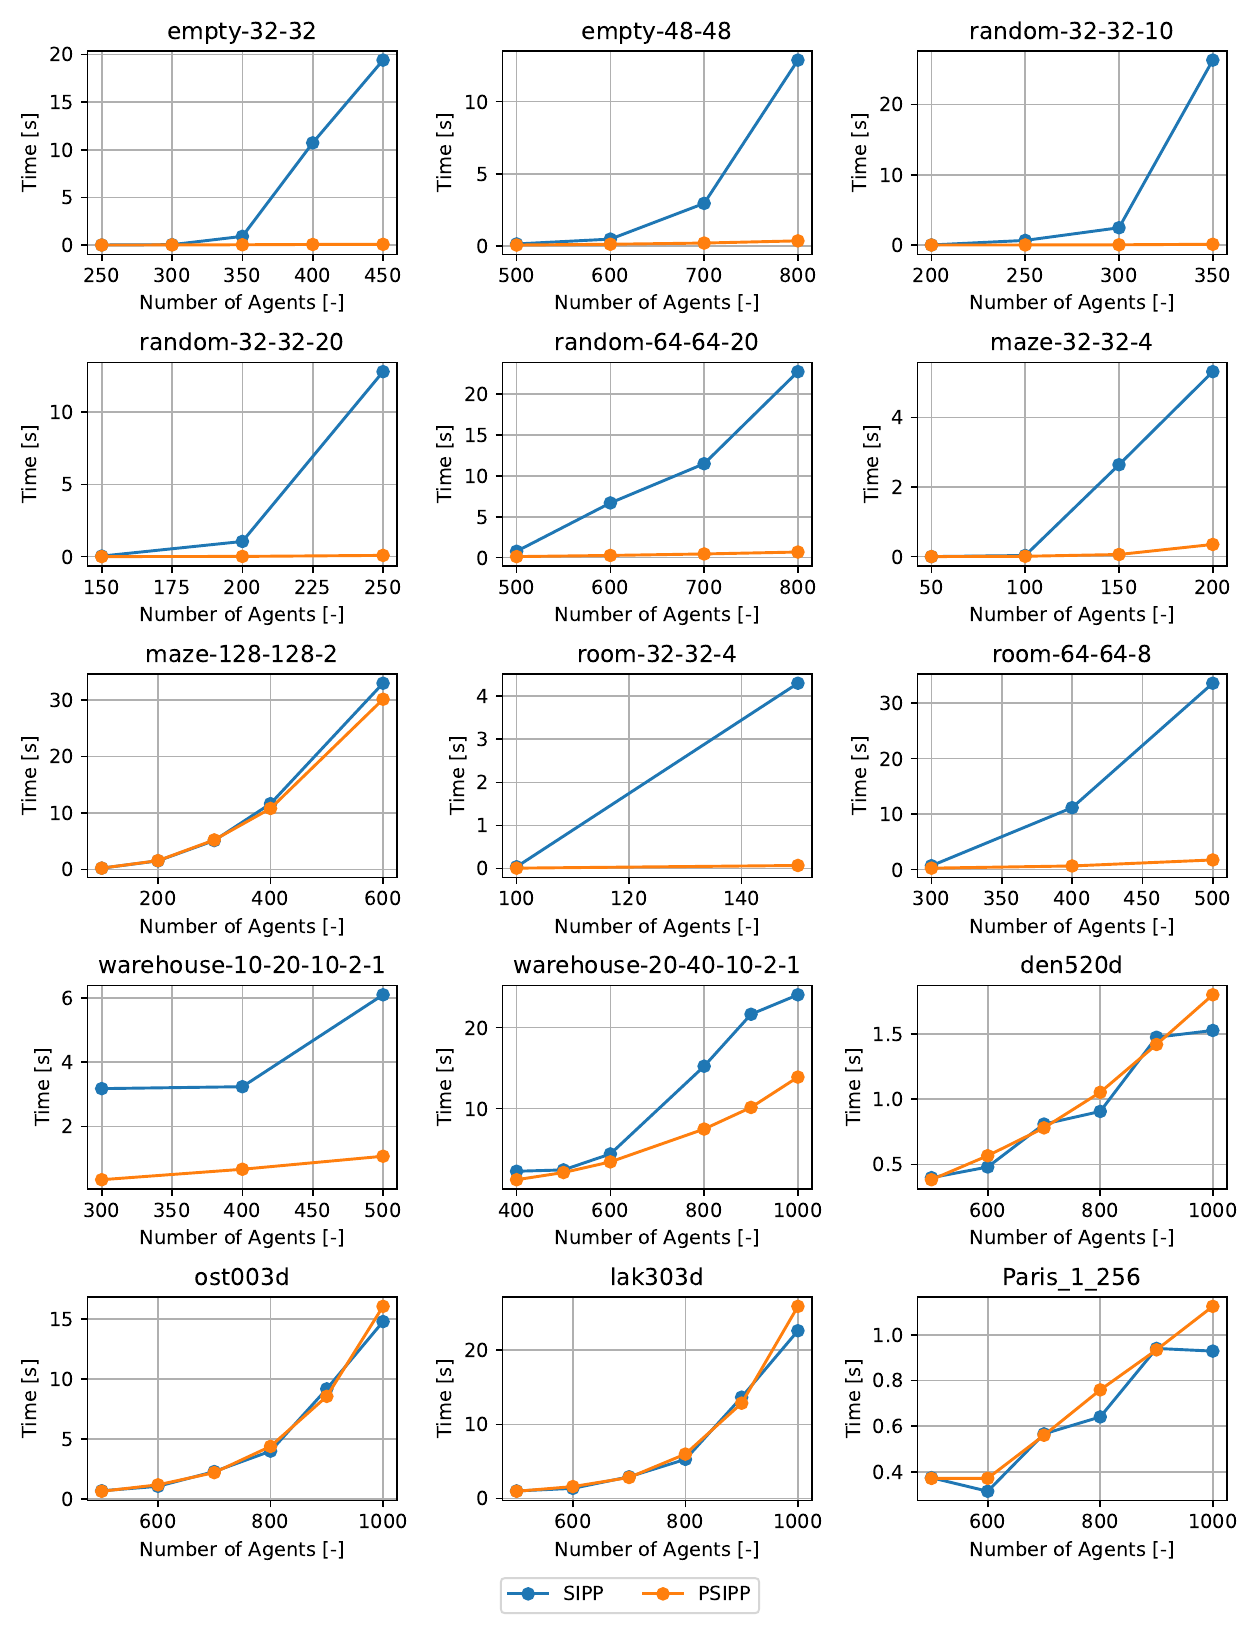 empty-32-32
empty-48-48
random-32-32-10
20
15
10
5
0
Time [s]
250 300 350 400 450
Number of Agents [-]
10
5
0
Time [s]
500 600 700 800
Number of Agents [-]
20
10
0
Time [s]
200 250 300 350
Number of Agents [-]
random-32-32-20
random-64-64-20
maze-32-32-4
10
5
0
Time [s]
150 175 200 225 250
Number of Agents [-]
20
15
10
5
0
Time [s]
500 600 700 800
Number of Agents [-]
4
2
0
Time [s]
50 100 150 200
Number of Agents [-]
maze-128-128-2
room-32-32-4
room-64-64-8
30
20
10
0
Time [s]
200 400 600
Number of Agents [-]
4
3
2
1
0
Time [s]
100 120 140
Number of Agents [-]
30
20
10
0
Time [s]
300 350 400 450 500
Number of Agents [-]
warehouse-10-20-10-2-1
warehouse-20-40-10-2-1
den520d
6
4
2
Time [s]
300 350 400 450 500
Number of Agents [-]
20
10
Time [s]
400 600 800 1000
Number of Agents [-]
1.5
1.0
0.5
Time [s]
600 800 1000
Number of Agents [-]
ost003d
lak303d
Paris_1_256
15
10
5
0
Time [s]
600 800 1000
Number of Agents [-]
20
10
0
Time [s]
600 800 1000
Number of Agents [-]
1.0
0.8
0.6
0.4
Time [s]
600 800 1000
Number of Agents [-]
SIPP PSIPP